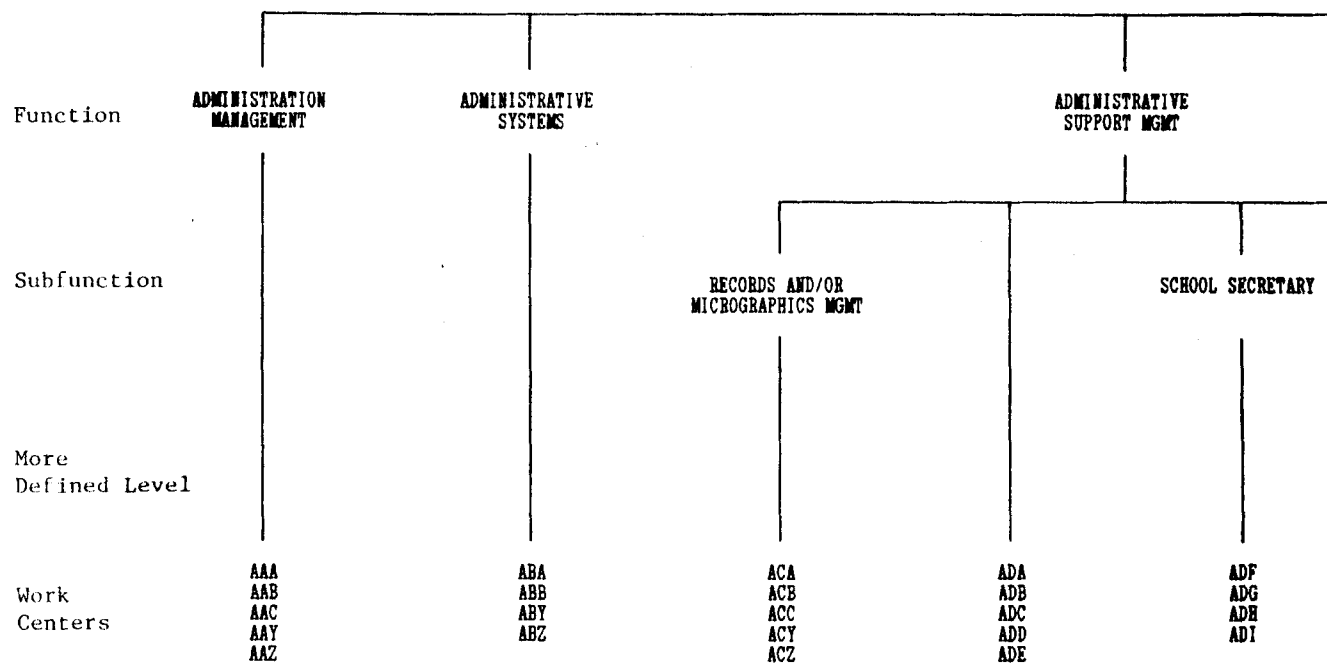 Function
ADMINISTRATION
MANAGEMENT
ADMINISTRATIVE
SYSTEMS
ADMINISTRATIVE
SUPPORT MGMT
Subfunction
RECORDS AND/OR
MICROGRAPHICS MGMT
SCHOOL SECRETARY
More
Defined Level
Work
Centers
AAA
AAB
AAC
AAY
AAZ
ABA
ABB
ABY
ABZ
ACA
ACB
ACC
ACY
ACZ
ADA
ADB
ADC
ADD
ADE
ADF
ADG
ADH
ADI